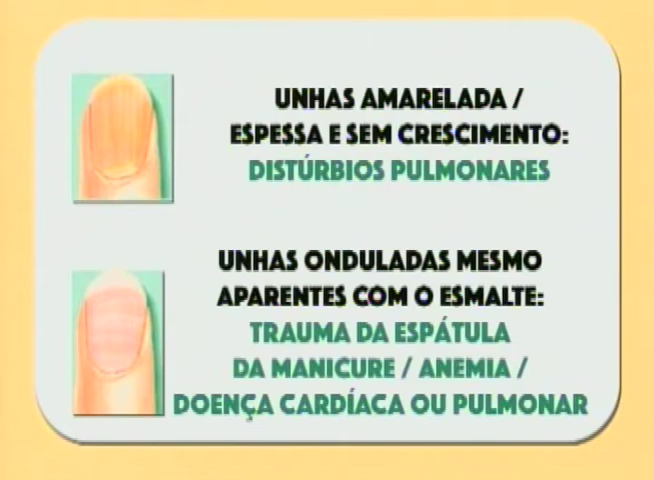 UNHAS AMARELADA /
ESPESSA E SEM CRESCIMENTO:
DISTÚRBIOS PULMONARES
UNHAS ONDULADAS MESMO
APARENTES COM O ESMALTE:
TRAUMA DA ESPÁTULA
DA MANICURE / ANEMIA /
DOENÇA CARDÍACA OU PULMONAR